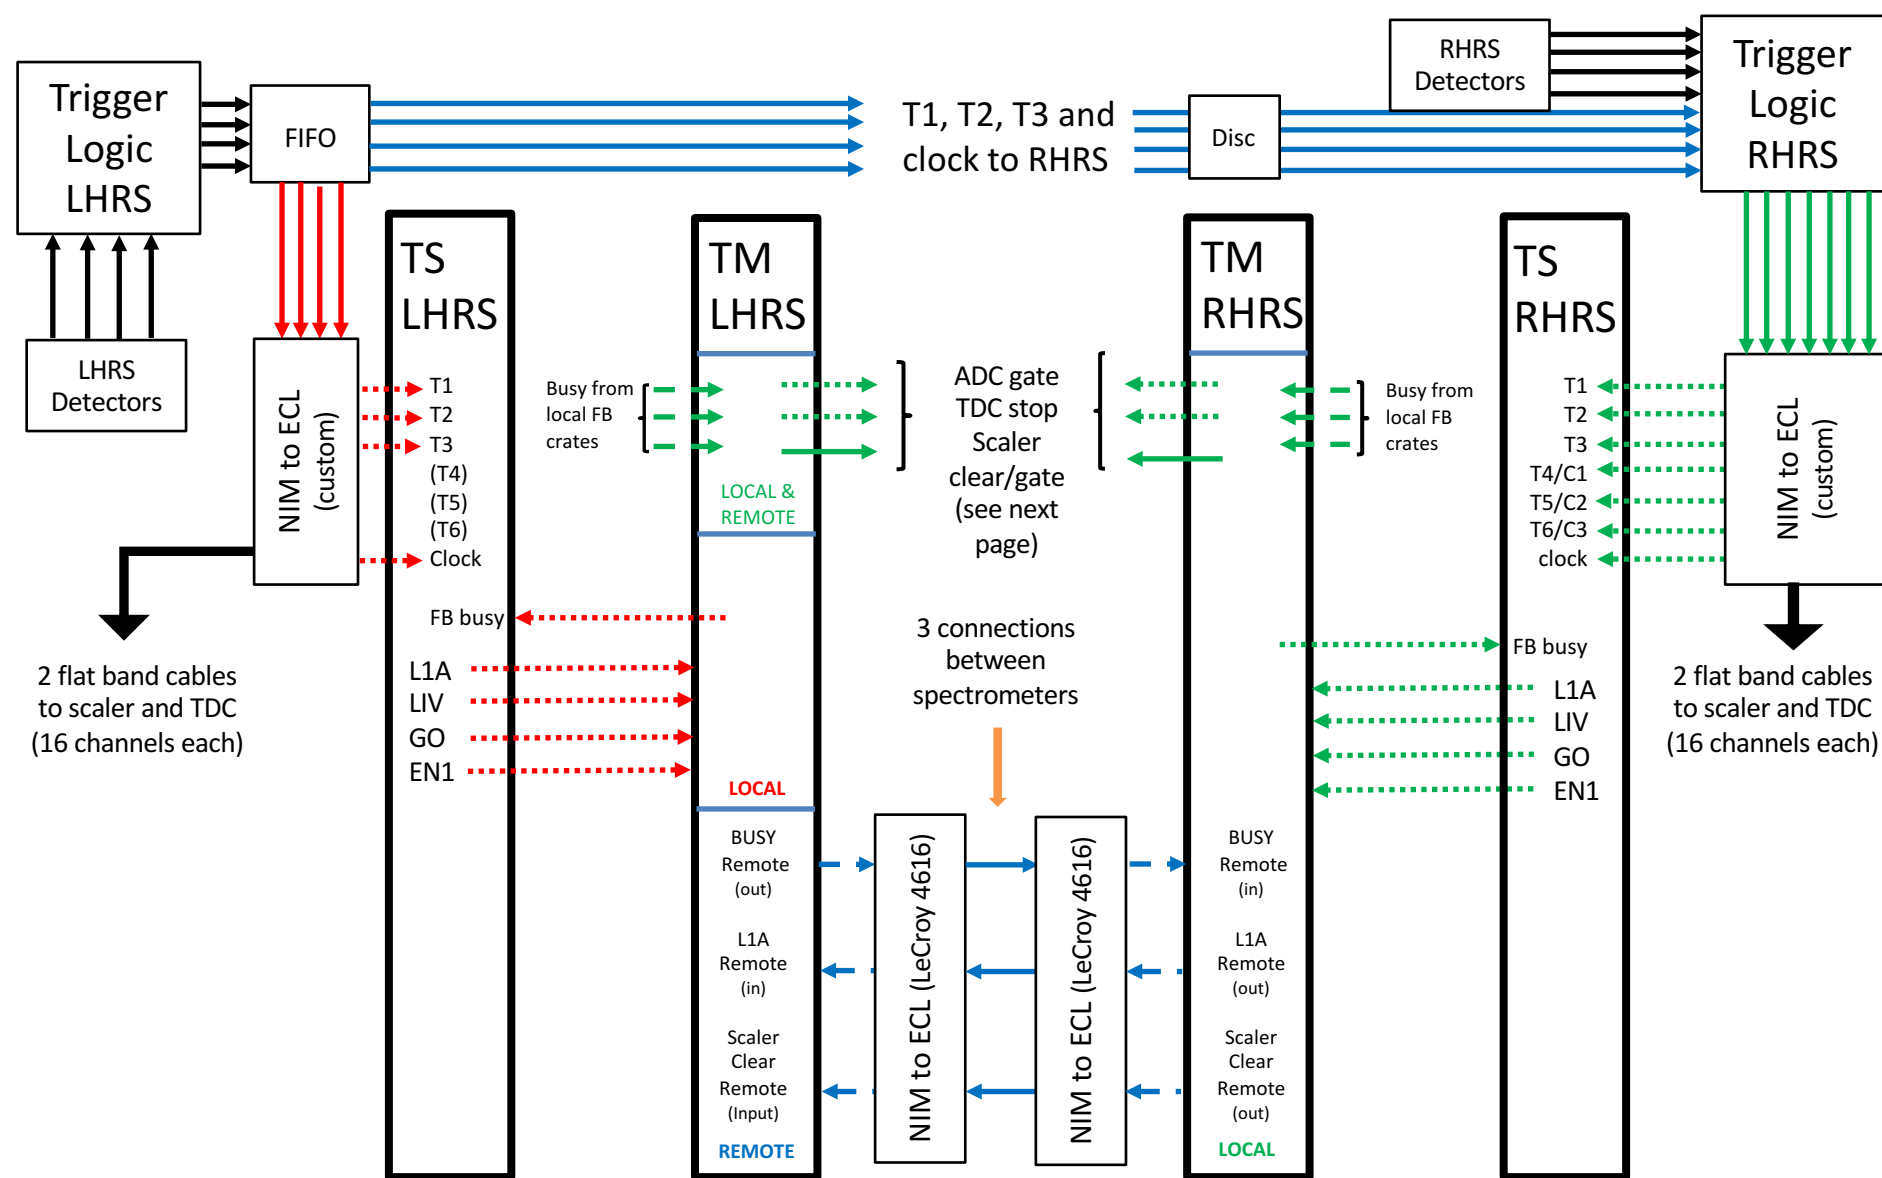 Trigger
Logic
LHRS
FIFO
T1, T2, T3 and
clock to RHRS
Disc
RHRS
Detectors
Trigger
Logic
RHRS
LHRS
Detectors
NIM to ECL
(custom)
2 flat band cables
to scaler and TDC
(16 channels each)
TS
LHRS
T1
T2
T3
(T4)
(T5)
(T6)
Clock
FB busy
L1A
LIV
GO
EN1
Busy from
local FB
crates
TM
LHRS
LOCAL &
REMOTE
LOCAL
BUSY
Remote
(out)
L1A
Remote
(in)
Scaler
Clear
Remote
(Input)
REMOTE
ADC gate
TDC stop
Scaler
clear/gate
(see next
page)
3 connections
between
spectrometers
NIM to ECL (LeCroy 4616)
NIM to ECL (LeCroy 4616)
TM
RHRS
BUSY
Remote
(in)
L1A
Remote
(out)
Scaler
Clear
Remote
(out)
LOCAL
Busy from
local FB
crates
TS
RHRS
T1
T2
T3
T4/C1
T5/C2
T6/C3
clock
FB busy
L1A
LIV
GO
EN1
NIM to ECL
(custom)
2 flat band cables
to scaler and TDC
(16 channels each)